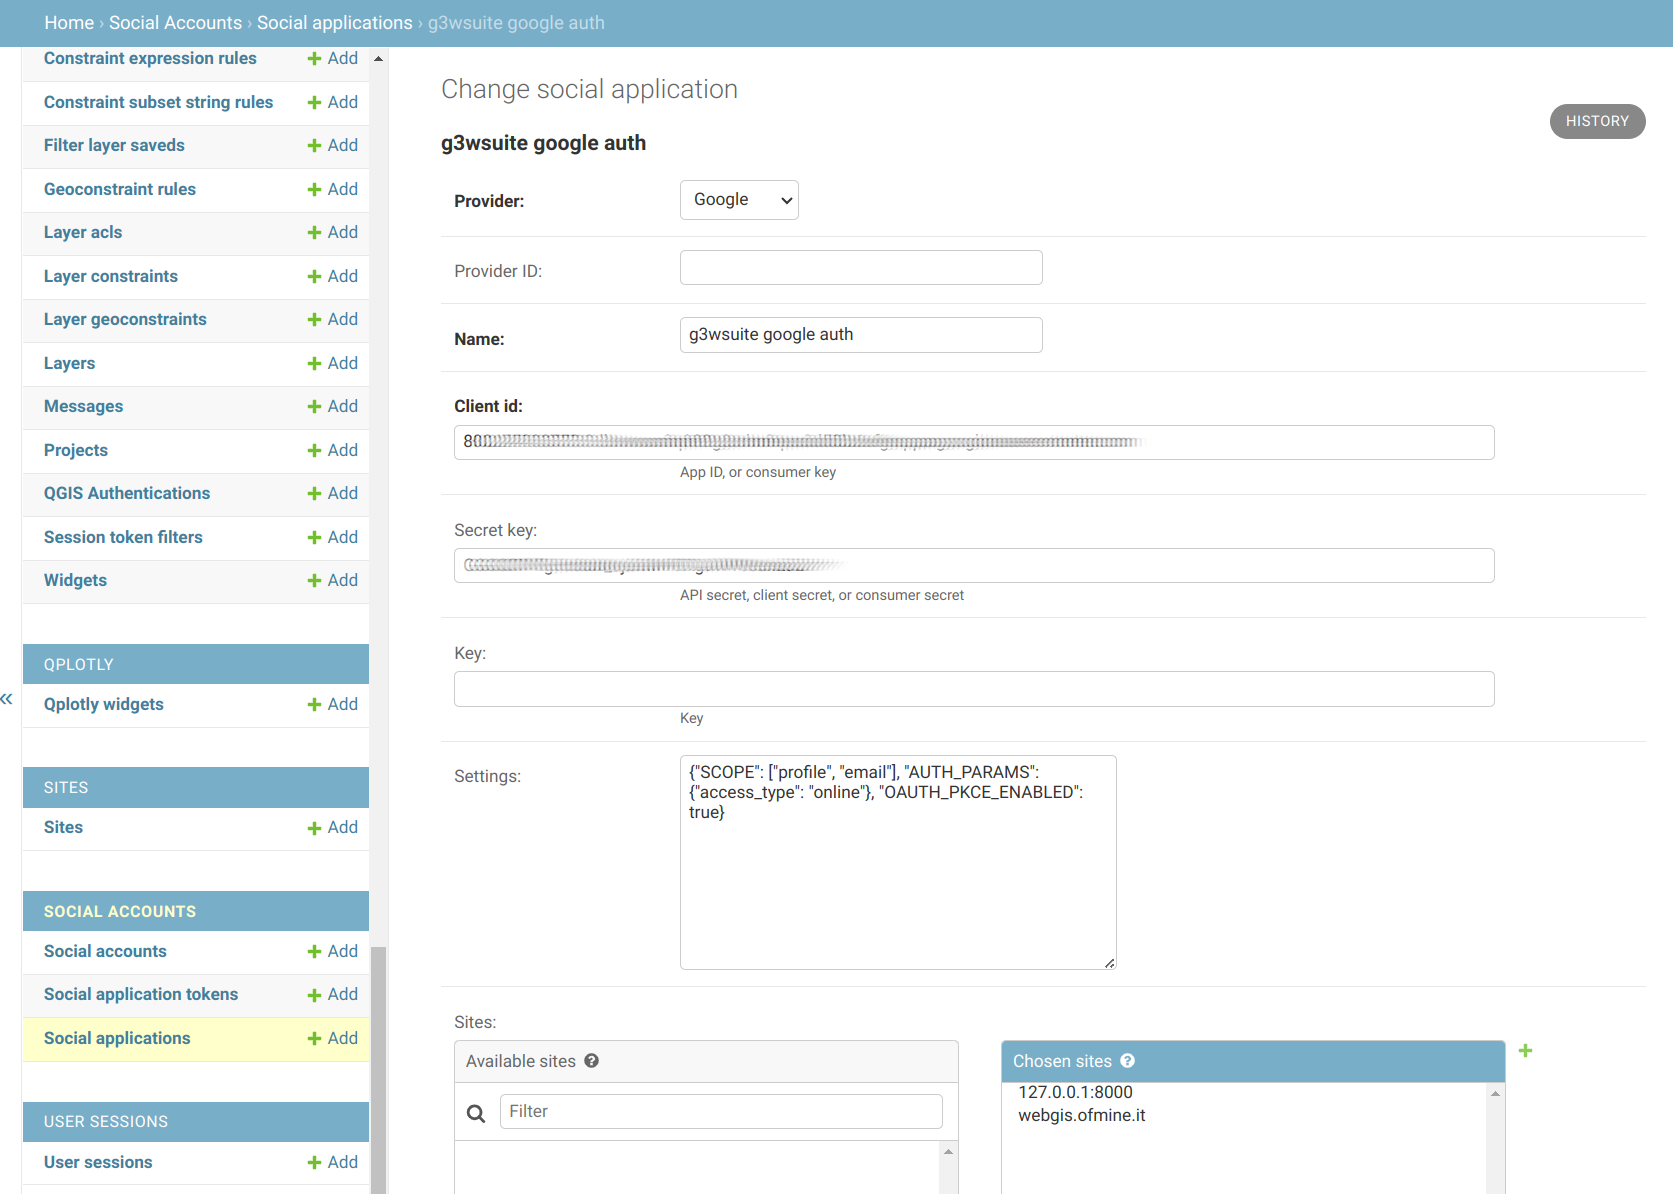 Home › Social Accounts › Social applications › g3wsuite google auth
Constraint expression rules + Add
Constraint subset string rules + Add
Filter layer saveds + Add
Geoconstraint rules + Add
Layer acls + Add
Layer constraints + Add
Layer geoconstraints + Add
Layers + Add
Messages + Add
Projects + Add
QGIS Authentications + Add
Session token filters + Add
Widgets + Add
QPLOTLY
Qplotly widgets + Add
SITES
Sites + Add
SOCIAL ACCOUNTS
Social accounts + Add
Social application tokens + Add
Social applications + Add
USER SESSIONS
User sessions + Add
«
Change social application
HISTORY
g3wsuite google auth
Provider: Google
Provider ID:
Name: g3wsuite google auth
Client id:
App ID, or consumer key
Secret key:
API secret, client secret, or consumer secret
Key:
Key
Settings: {"SCOPE": ["profile", "email"], "AUTH_PARAMS":
{"access_type": "online"}, "OAUTH_PKCE_ENABLED":
true}
Sites:
Available sites ?
Filter
Chosen sites ?
127.0.0.1:8000
webgis.ofmine.it